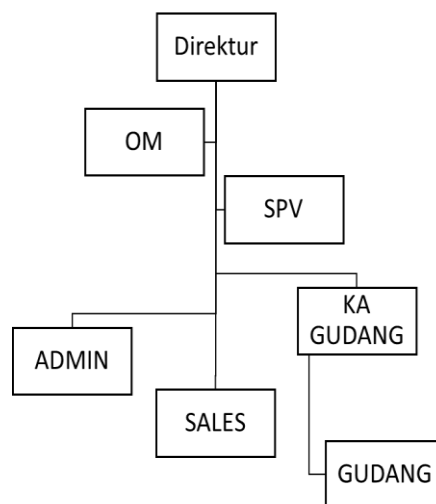 Direktur
OM
SPV
KA
GUDANG
ADMIN
SALES
GUDANG